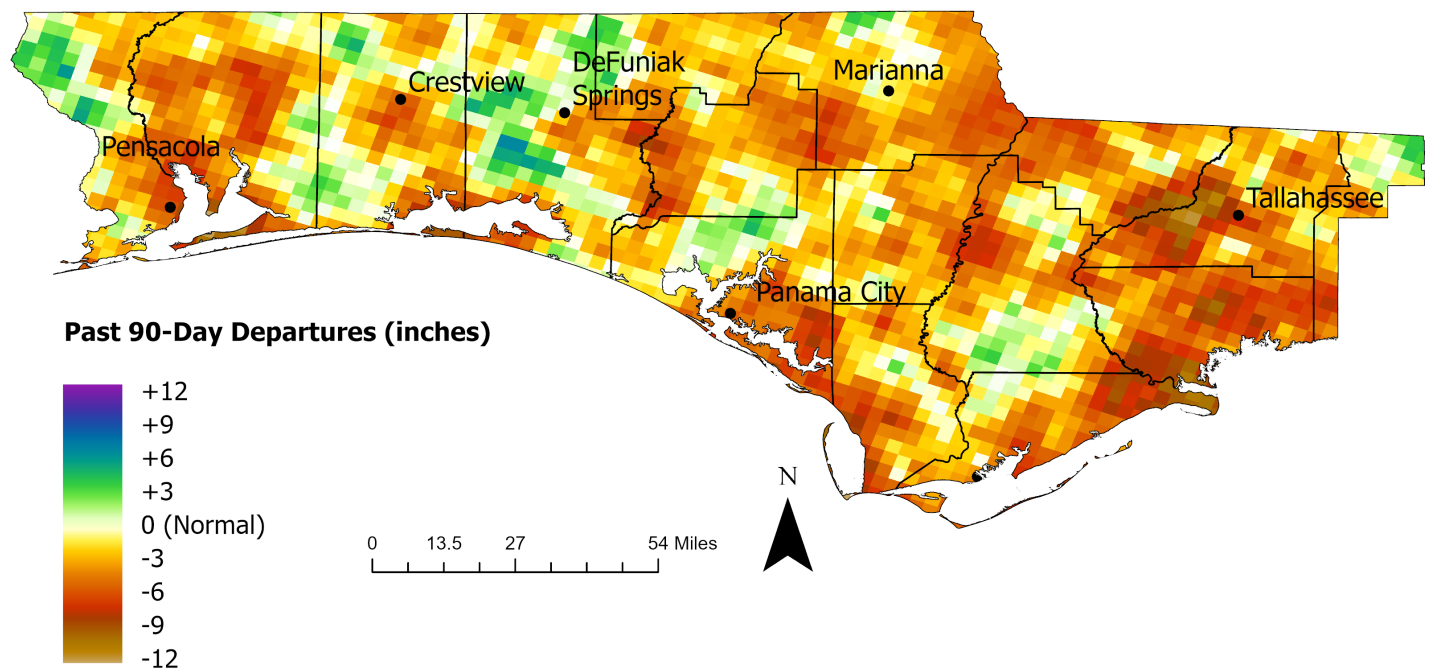 Crestview
DeFuniak
Springs
Marianna
Pensacola
Tallahassee
Panama City
Past 90-Day Departures (inches)
+12
+9
+6
+3
0 (Normal)
-3
-6
-9
-12
N
0 13.5 27 54 Miles